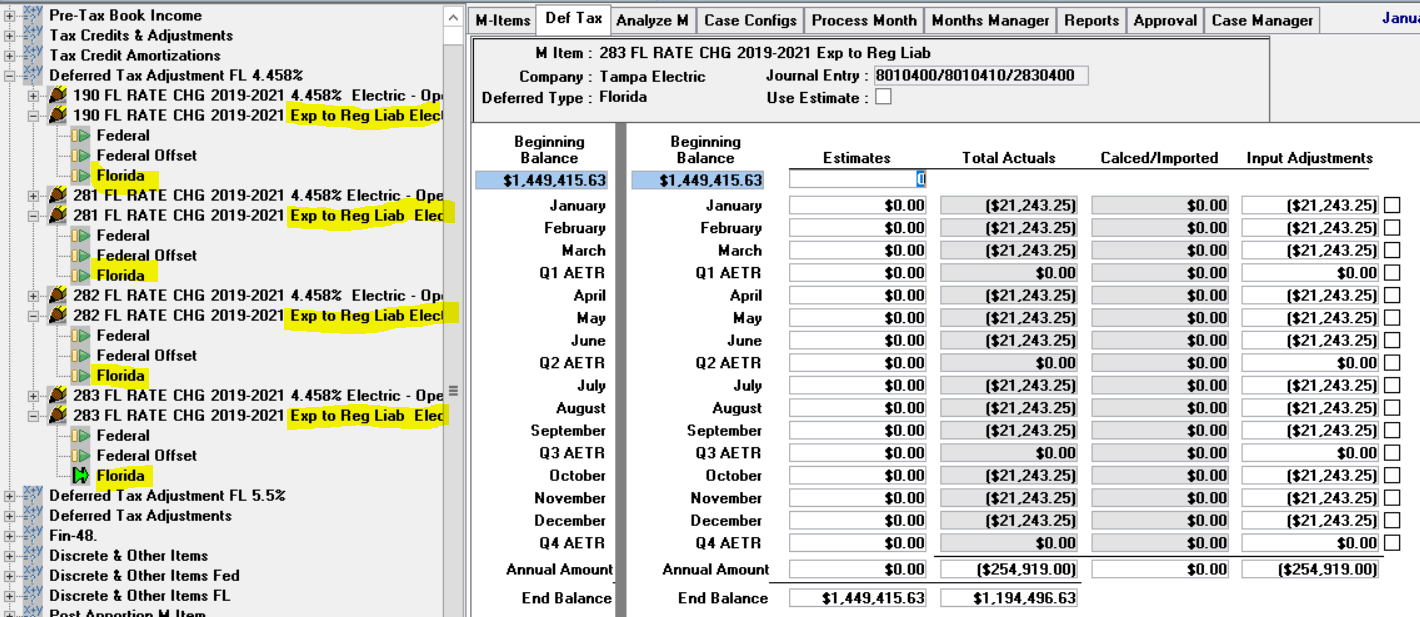 Pre-Tax Book Income
Tax Credits & Adjustments
Tax Credit Amortizations
Deferred Tax Adjustment FL 4.458%
190 FL RATE CHG 2019-2021 4.458% Electric - Op
190 FL RATE CHG 2019-2021 Exp to Reg Liab Elec
Federal
Federal Offset
Florida
281 FL RATE CHG 2019-2021 4.458% Electric - Ope
281 FL RATE CHG 2019-2021 Exp to Reg Liab Elec
Federal
Federal Offset
Florida
282 FL RATE CHG 2019-2021 4.458% Electric - Op
282 FL RATE CHG 2019-2021 Exp to Reg Liab Elec
Federal
Federal Offset
Florida
283 FL RATE CHG 2019-2021 4.458% Electric - Ope
283 FL RATE CHG 2019-2021 Exp to Reg Liab Elec
Federal
Federal Offset
Florida
Deferred Tax Adjustment FL 5.5%
Deferred Tax Adjustments
Fin-48.
Discrete & Other Items
Discrete & Other Items Fed
Discrete & Other Items FL
Post Apportion M Item
M-Items Def Tax Analyze M Case Configs Process Month Months Manager Reports Approval Case Manager Janua
M Item : 283 FL RATE CHG 2019-2021 Exp to Reg Liab
Company : Tampa Electric Journal Entry : 8010400/8010410/2830400
Deferred Type : Florida Use Estimate :
Beginning Beginning
Balance Balance Estimates Total Actuals Calced/Imported Input Adjustments
$1,449,415.63 $1,449,415.63 0
January January $0.00 ($21,243.25) $0.00 ($21,243.25)
February February $0.00 ($21,243.25) $0.00 ($21,243.25)
March March $0.00 ($21,243.25) $0.00 ($21,243.25)
Q1 AETR Q1 AETR $0.00 $0.00 $0.00 $0.00
April April $0.00 ($21,243.25) $0.00 ($21,243.25)
May May $0.00 ($21,243.25) $0.00 ($21,243.25)
June June $0.00 ($21,243.25) $0.00 ($21,243.25)
Q2 AETR Q2 AETR $0.00 $0.00 $0.00 $0.00
July July $0.00 ($21,243.25) $0.00 ($21,243.25)
August August $0.00 ($21,243.25) $0.00 ($21,243.25)
September September $0.00 ($21,243.25) $0.00 ($21,243.25)
Q3 AETR Q3 AETR $0.00 $0.00 $0.00 $0.00
October October $0.00 ($21,243.25) $0.00 ($21,243.25)
November November $0.00 ($21,243.25) $0.00 ($21,243.25)
December December $0.00 ($21,243.25) $0.00 ($21,243.25)
Q4 AETR Q4 AETR $0.00 $0.00 $0.00 $0.00
Annual Amount Annual Amount $0.00 ($254,919.00) $0.00 ($254,919.00)
End Balance End Balance $1,449,415.63 $1,194,496.63